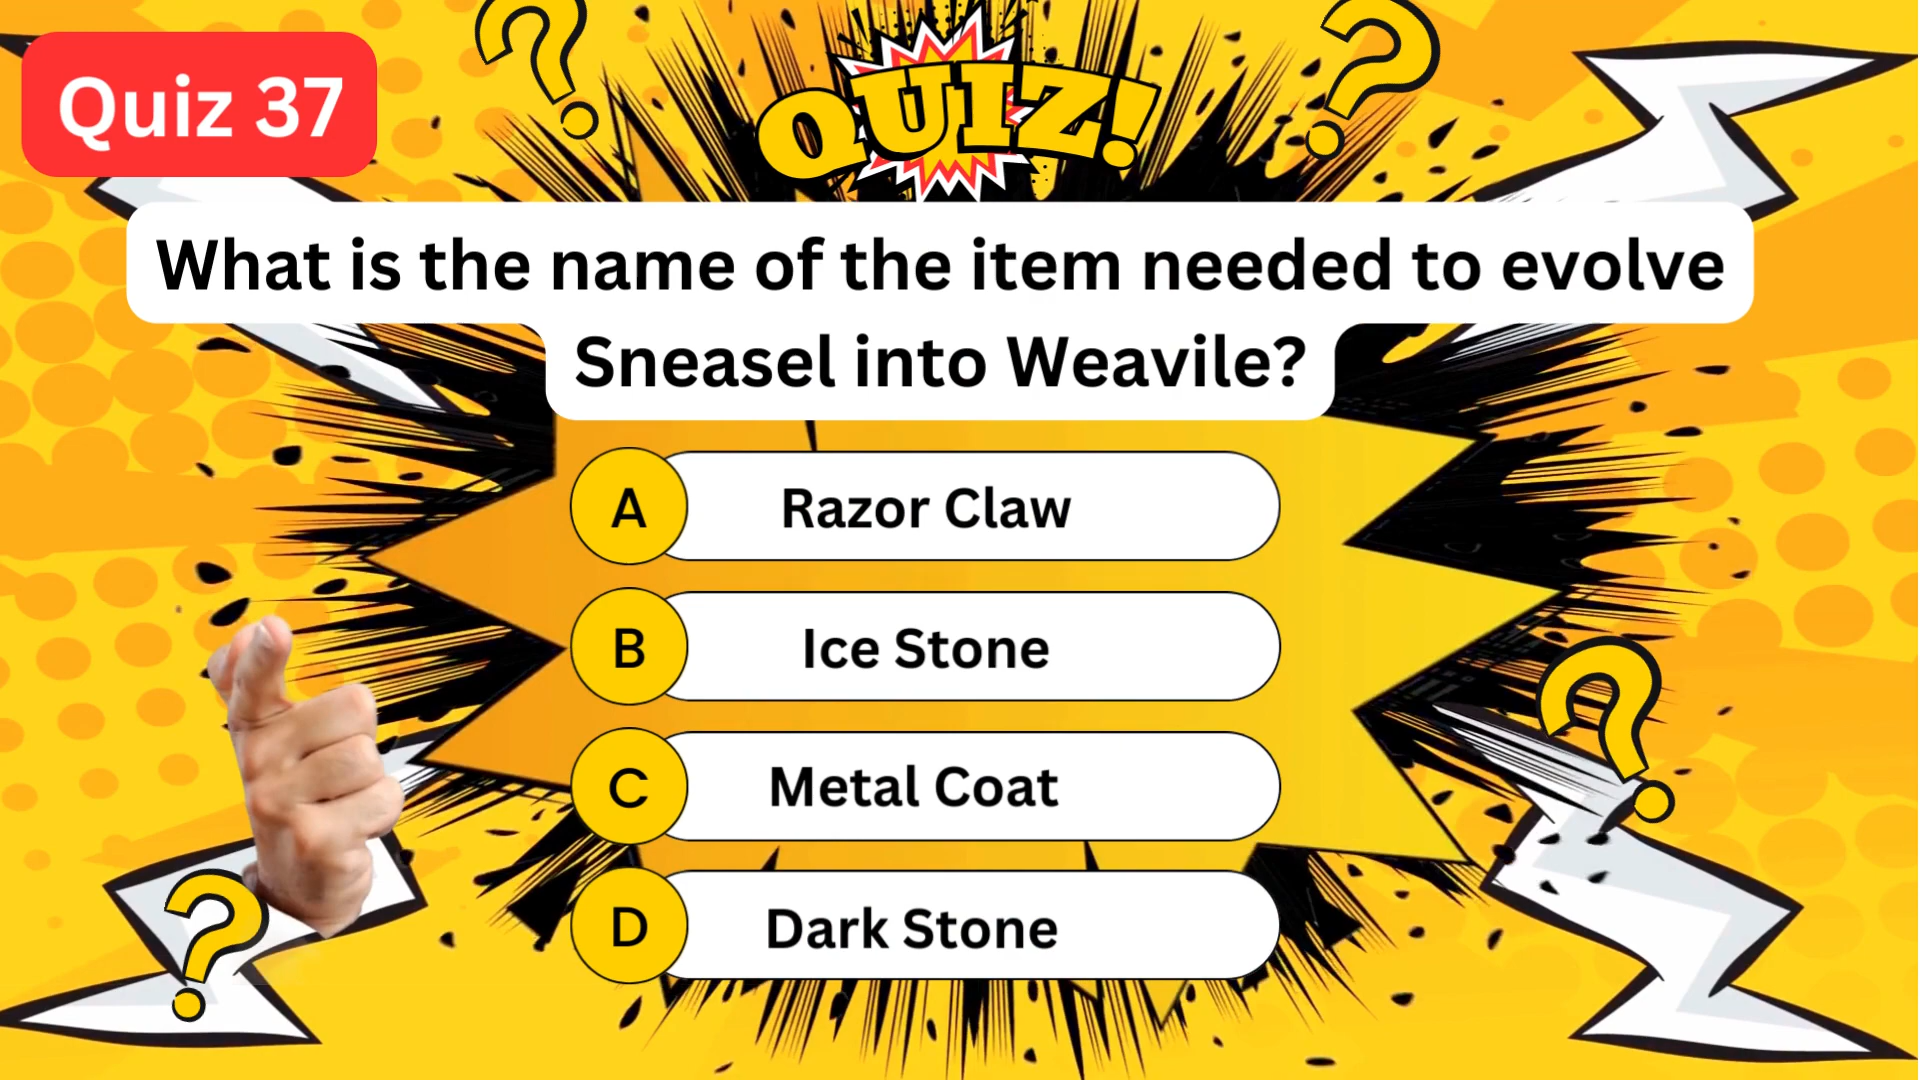 Quiz 37
QUIZ!
What is the name of the item needed to evolve
Sneasel into Weavile?
A Razor Claw
B Ice Stone
C Metal Coat
D Dark Stone